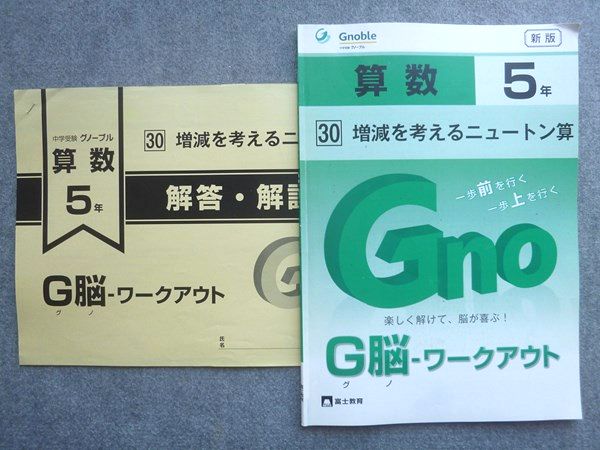 中学受験 グノーブル
算数
5年
30 増減を考えるニュ
解答・解
G脳-ワークアウト
グ ノ
氏名
Gnoble
中学受験 グノーブル
新版
算数
5年
30 増減を考えるニュートン算
一歩前を行く
一歩上を行く
Gno
楽しく解けて、脳が喜ぶ!
G脳-ワークアウト
グ ノ
富士教育